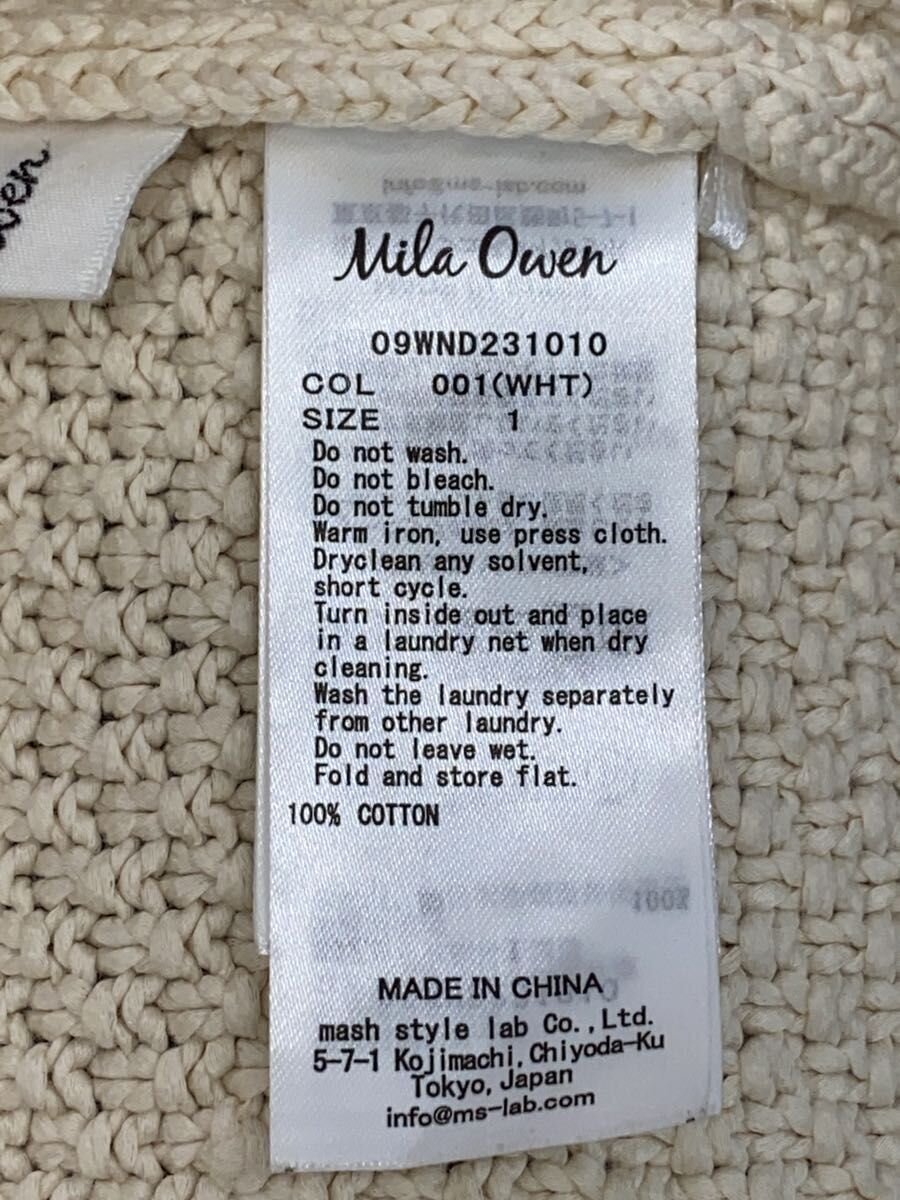 Mila Owen
09WND231010
COL 001(WHT)
SIZE 1
Do not wash.
Do not bleach.
Do not tumble dry.
Warm iron, use press cloth.
Dryclean any solvent,
short cycle.
Turn inside out and place
in a laundry net when dry
cleaning.
Wash the laundry separately
from other laundry.
Do not leave wet.
Fold and store flat.
100% COTTON
MADE IN CHINA
mash style lab Co.,Ltd.
5-7-1 Kojimachi,Chiyoda-Ku
Tokyo, Japan
info@ms-lab.com